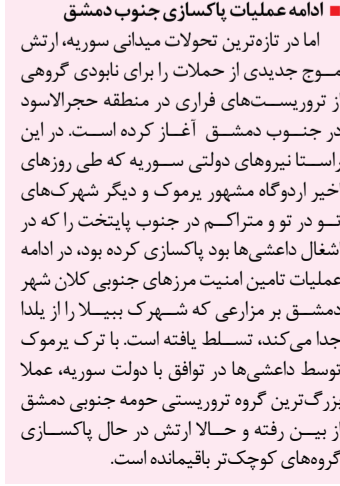 ■ ادامه عملیات پاکسازی جنوب دمشق
اما در تازه‌ترین تحولات میدانی سوریه، ارتش
مـوج جدیدی از حملات را برای نابودی گروهی
از تروریست‌های فراری در منطقه حجرالاسود
در جنوب دمشق آغاز کرده است. در این
راستا نیروهای دولتی سوریه که طی روزهای
اخیر اردوگاه مشهور یرموک و دیگر شهرک‌های
تو در تو و متراکم در جنوب پایتخت را که در
اشغال داعشی‌ها بود پاکسازی کرده بود، در ادامه
عملیات تامین امنیت مرزهای جنوبی کلان شهر
دمشق بر مزارعی که شهرک ببیلا را از یلدا
جدا می‌کند، تسلط یافته است. با ترک یرموک
توسط داعشی‌ها در توافق با دولت سوریه، عملا
بزرگ‌ترین گروه تروریستی حومه جنوبی دمشق
از بین رفته و حالا ارتش در حال پاکسازی
گروه‌های کوچک‌تر باقیمانده است.